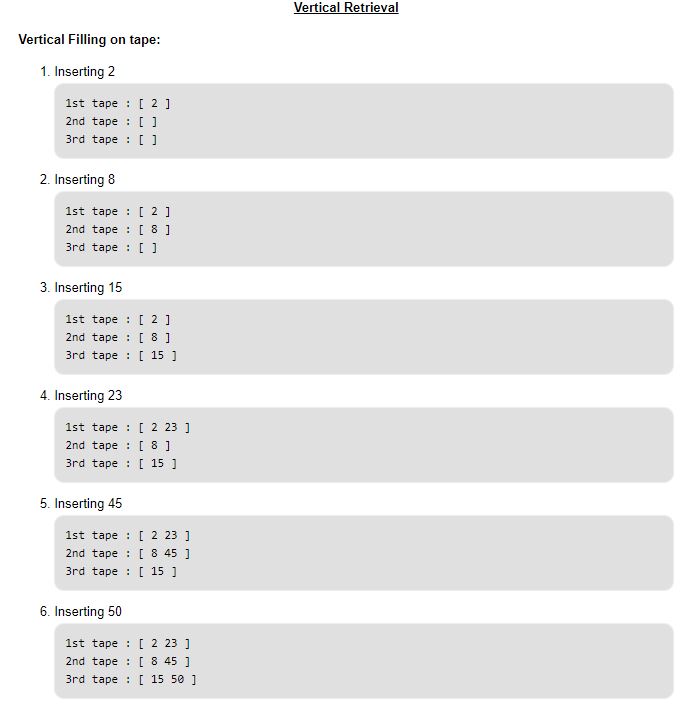 Vertical Retrieval
Vertical Filling on tape:
1. Inserting 2
1st tape : [ 2 ]
2nd tape : [ ]
3rd tape : [ ]
2. Inserting 8
1st tape : [ 2 ]
2nd tape : [ 8 ]
3rd tape : [ ]
3. Inserting 15
1st tape : [ 2 ]
2nd tape : [ 8 ]
3rd tape : [ 15 ]
4. Inserting 23
1st tape : [ 2 23 ]
2nd tape : [ 8 ]
3rd tape : [ 15 ]
5. Inserting 45
1st tape : [ 2 23 ]
2nd tape : [ 8 45 ]
3rd tape : [ 15 ]
6. Inserting 50
1st tape : [ 2 23 ]
2nd tape : [ 8 45 ]
3rd tape : [ 15 50 ]